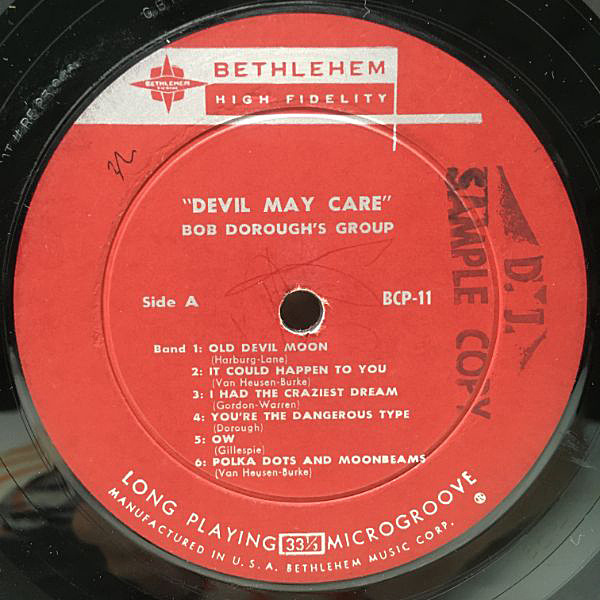 BETHLEHEM
BETHLEHEM
HIGH FIDELITY
"DEVIL MAY CARE"
BOB DOROUGH'S GROUP
Side A
BCP-11
Band 1: OLD DEVIL MOON
(Harburg-Lane)
2: IT COULD HAPPEN TO YOU
(Van Heusen-Burke)
3: I HAD THE CRAZIEST DREAM
(Gordon-Warren)
4: YOU'RE THE DANGEROUS TYPE
(Dorough)
5: OW
(Gillespie)
6: POLKA DOTS AND MOONBEAMS
(Van Heusen-Burke)
LONG PLAYING 33⅓ MICROGROOVE
MANUFACTURED IN U.S.A. BETHLEHEM MUSIC CORP.
SAMPLE COPY
D.J.